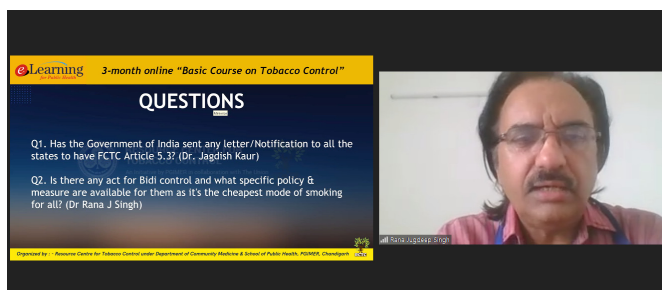 eLearning
for Public Health
3-month online “Basic Course on Tobacco Control”
QUESTIONS
Q1. Has the Government of India sent any letter/Notification to all the
states to have FCTC Article 5.3? (Dr. Jagdish Kaur)
Q2. Is there any act for Bidi control and what specific policy &
measure are available for them as it's the cheapest mode of smoking
for all? (Dr Rana J Singh)
Organized by : - Resource Centre for Tobacco Control under Department of Community Medicine & School of Public Health, PGIMER, Chandigarh
Rana Jugdeep Singh